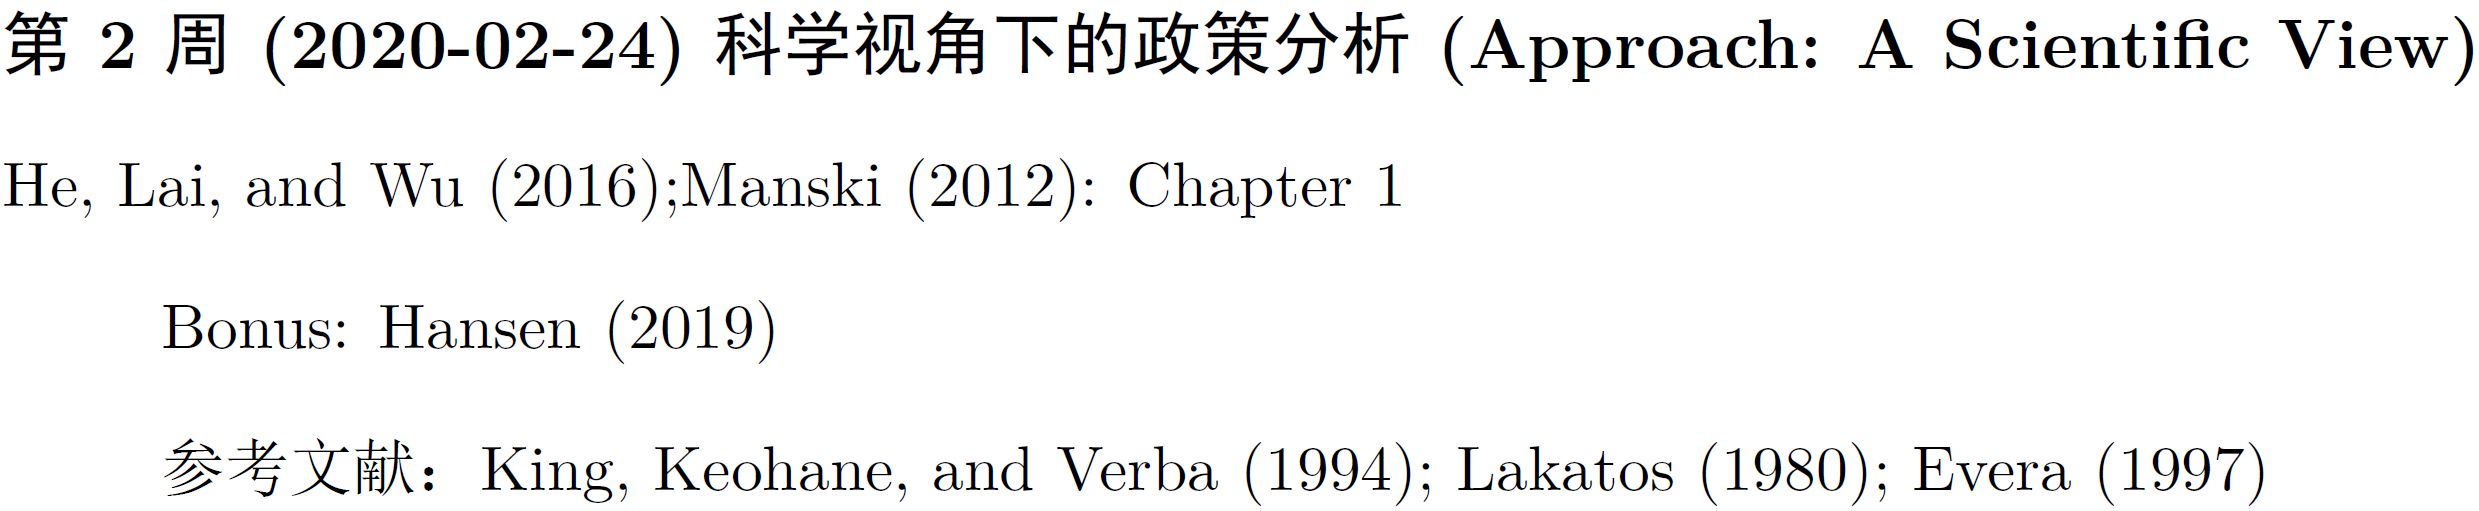 第 2 周 (2020-02-24) 科学视角下的政策分析 (Approach: A Scientific View)
He, Lai, and Wu (2016);Manski (2012): Chapter 1
Bonus: Hansen (2019)
参考文献：King, Keohane, and Verba (1994); Lakatos (1980); Evera (1997)